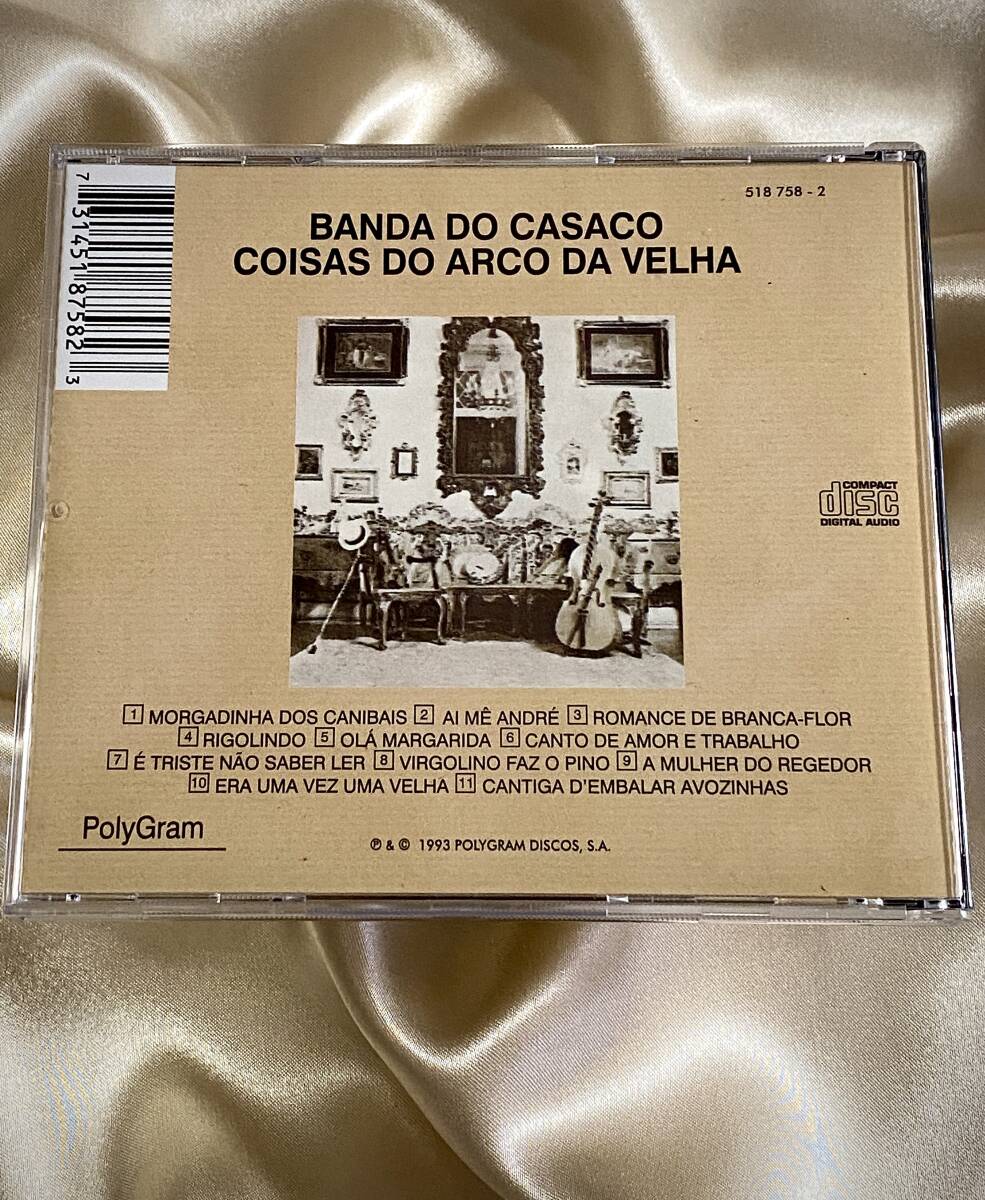 518 758 - 2
7 31451 87582 3
BANDA DO CASACO
COISAS DO ARCO DA VELHA
COMPACT
disc
DIGITAL AUDIO
1 MORGADINHA DOS CANIBAIS 2 AI MÊ ANDRÉ 3 ROMANCE DE BRANCA-FLOR
4 RIGOLINDO 5 OLÁ MARGARIDA 6 CANTO DE AMOR E TRABALHO
7 É TRISTE NÃO SABER LER 8 VIRGOLINO FAZ O PINO 9 A MULHER DO REGEDOR
10 ERA UMA VEZ UMA VELHA 11 CANTIGA D'EMBALAR AVOZINHAS
PolyGram
℗ & © 1993 POLYGRAM DISCOS, S.A.